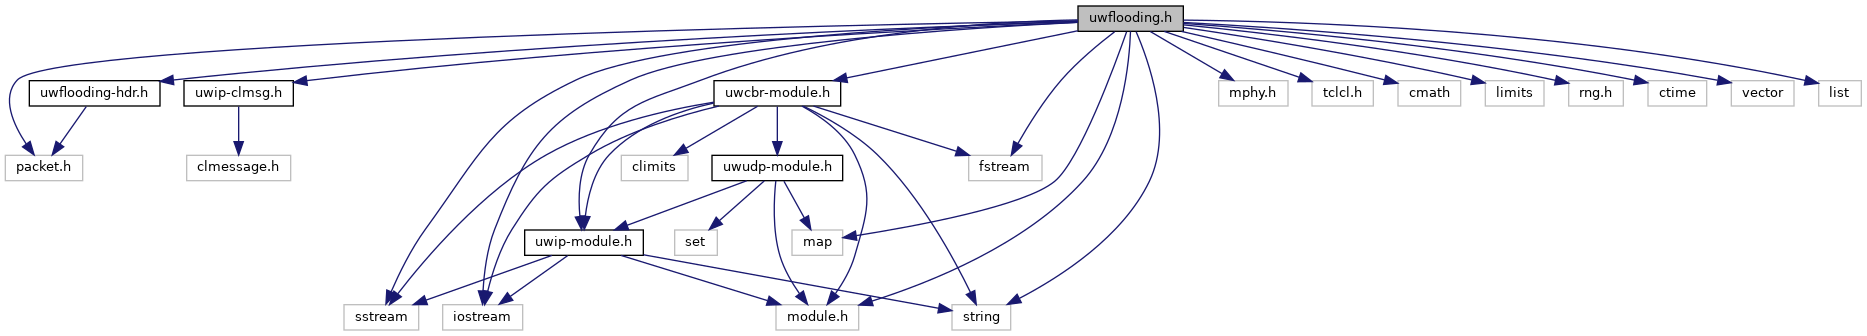 uwflooding.h
uwflooding-hdr.h
uwip-clmsg.h
uwcbr-module.h
mphy.h
tclcl.h
cmath
limits
rng.h
ctime
vector
list
packet.h
clmessage.h
climits
uwudp-module.h
fstream
uwip-module.h
set
map
sstream
iostream
module.h
string